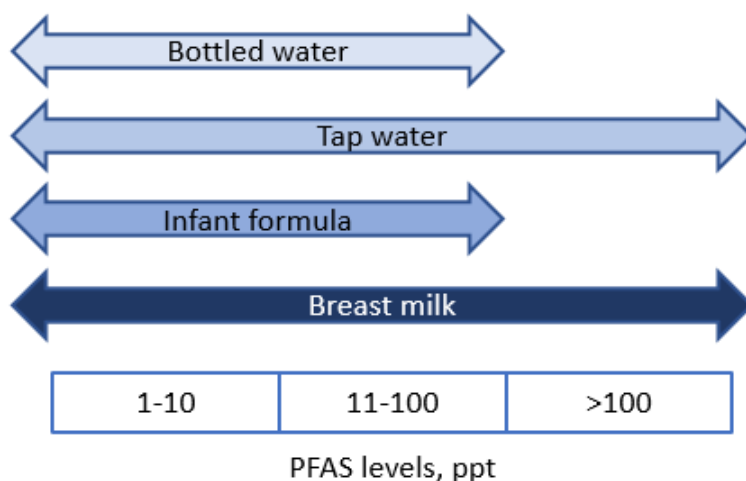 Bottled water
Tap water
Infant formula
Breast milk
1-10 11-100 >100
PFAS levels, ppt